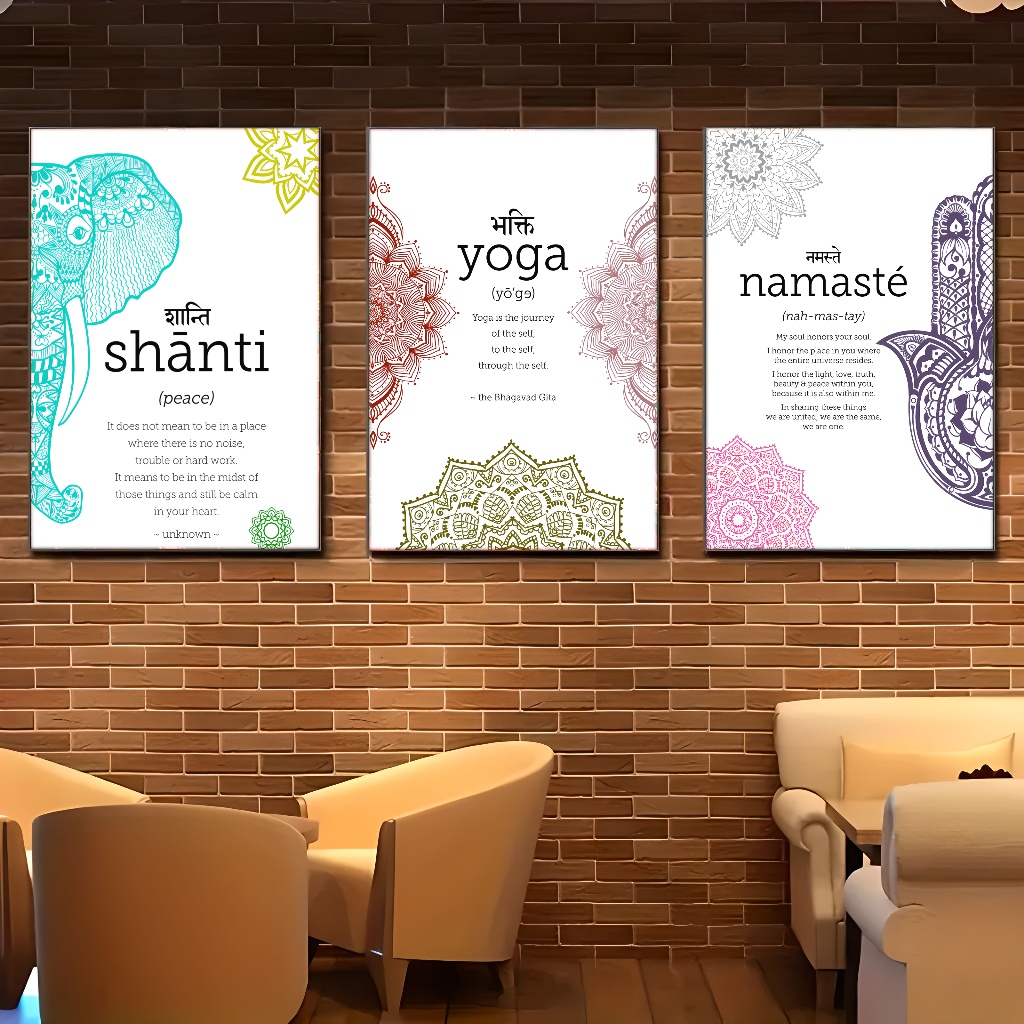 शान्ति
shānti
(peace)
It does not mean to be in a place
where there is no noise,
trouble or hard work.
It means to be in the midst of
those things and still be calm
in your heart.
~ unknown ~
भक्ति
yoga
(yō'gə)
Yoga is the journey
of the self,
to the self,
through the self.
~ the Bhagavad Gita
नमस्ते
namasté
(nah-mas-tay)
My soul honors your soul.
I honor the place in you where
the entire universe resides.
I honor the light, love, truth,
beauty & peace within you,
because it is also within me.
In sharing these things
we are united, we are the same,
we are one.